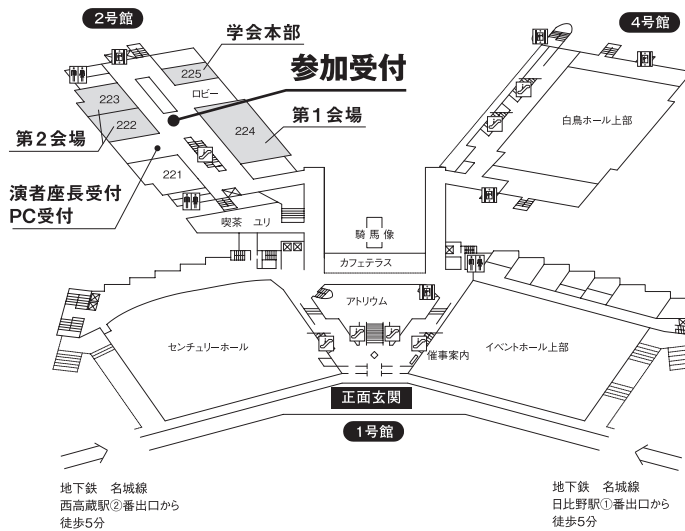 2号館
4号館
学会本部
参加受付
225
ロビー
223
222
224
第1会場
白鳥ホール上部
第2会場
221
演者座長受付
PC受付
喫茶 ユリ
騎馬像
カフェテラス
アトリウム
センチュリーホール
催事案内
イベントホール上部
正面玄関
1号館
地下鉄 名城線
西高蔵駅②番出口から
徒歩5分
地下鉄 名城線
日比野駅①番出口から
徒歩5分